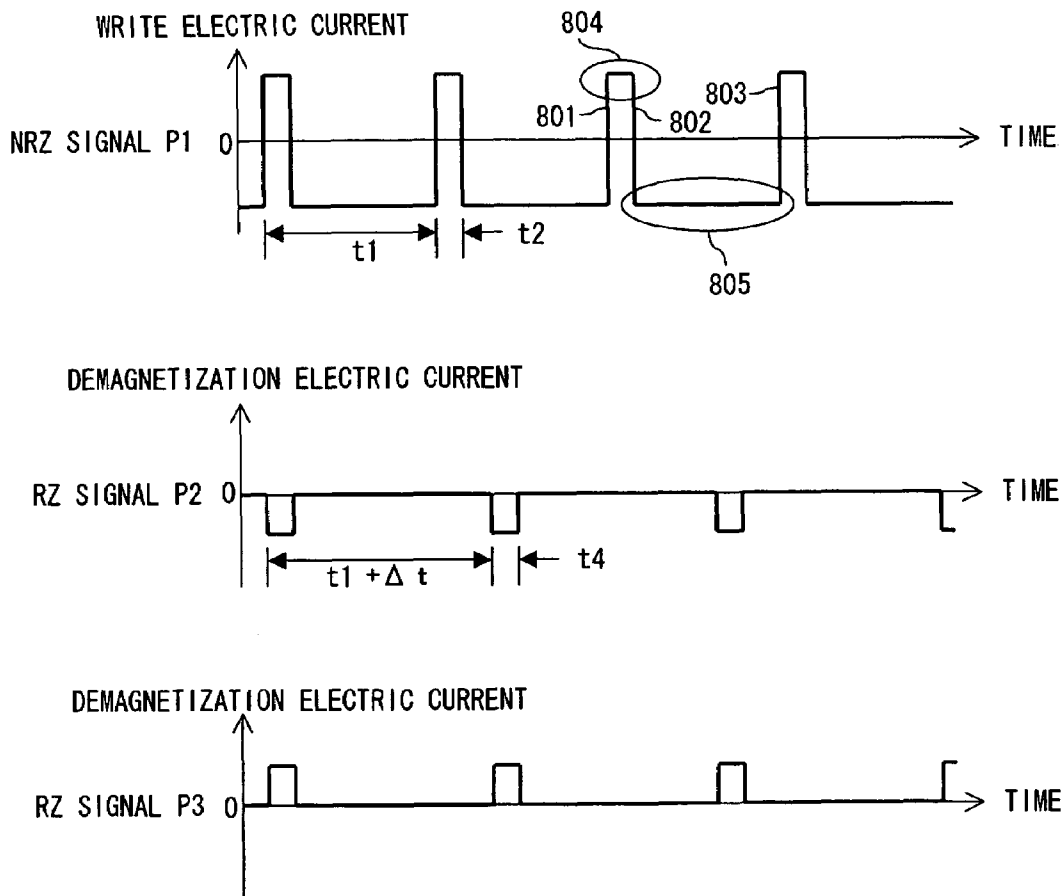 WRITE ELECTRIC CURRENT
804
801
802
803
NRZ SIGNAL P1
0
TIME
t1
t2
805
DEMAGNETIZATION ELECTRIC CURRENT
RZ SIGNAL P2
0
TIME
t1 + Δ t
t4
DEMAGNETIZATION ELECTRIC CURRENT
RZ SIGNAL P3
0
TIME